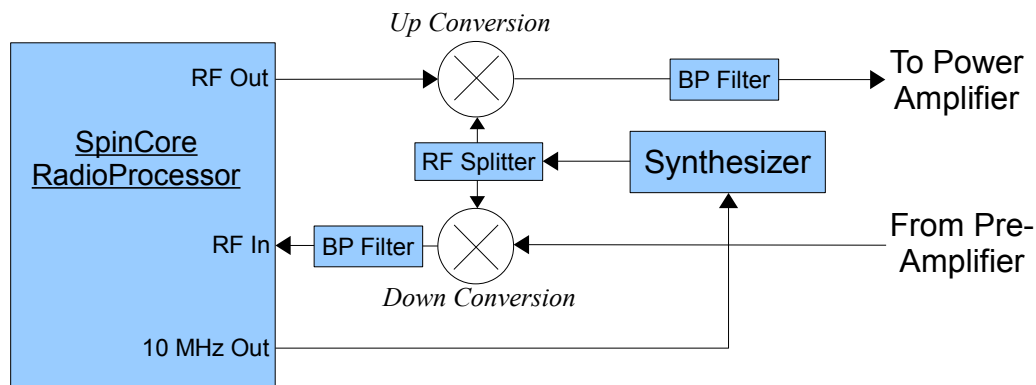 Up Conversion
RF Out
BP Filter
To Power
Amplifier
SpinCore
RadioProcessor
RF Splitter
Synthesizer
RF In
BP Filter
From Pre-
Amplifier
Down Conversion
10 MHz Out